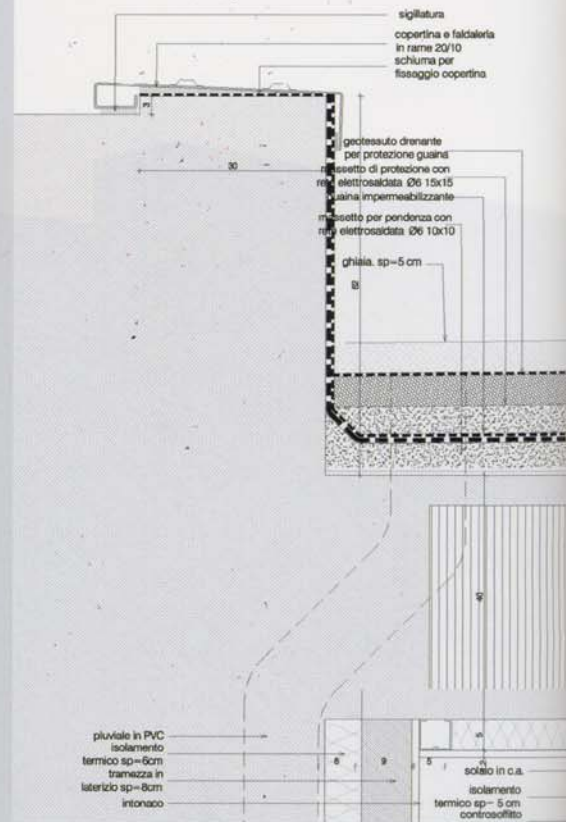 sigillatura
copertina e faldaleria
in rame 20/10
schiuma per
fissaggio copertina
3
30
geotessuto drenante
per protezione guaina
massetto di protezione con
rete elettrosaldata Ø6 15x15
guaina impermeabilizzante
massetto per pendenza con
rete elettrosaldata Ø6 10x10
ghiaia. sp=5 cm
40
pluviale in PVC
isolamento
termico sp=6cm
tramezza in
laterizio sp=8cm
intonaco
9
5
5
solaio in c.a.
isolamento
termico sp= 5 cm
controsoffitto